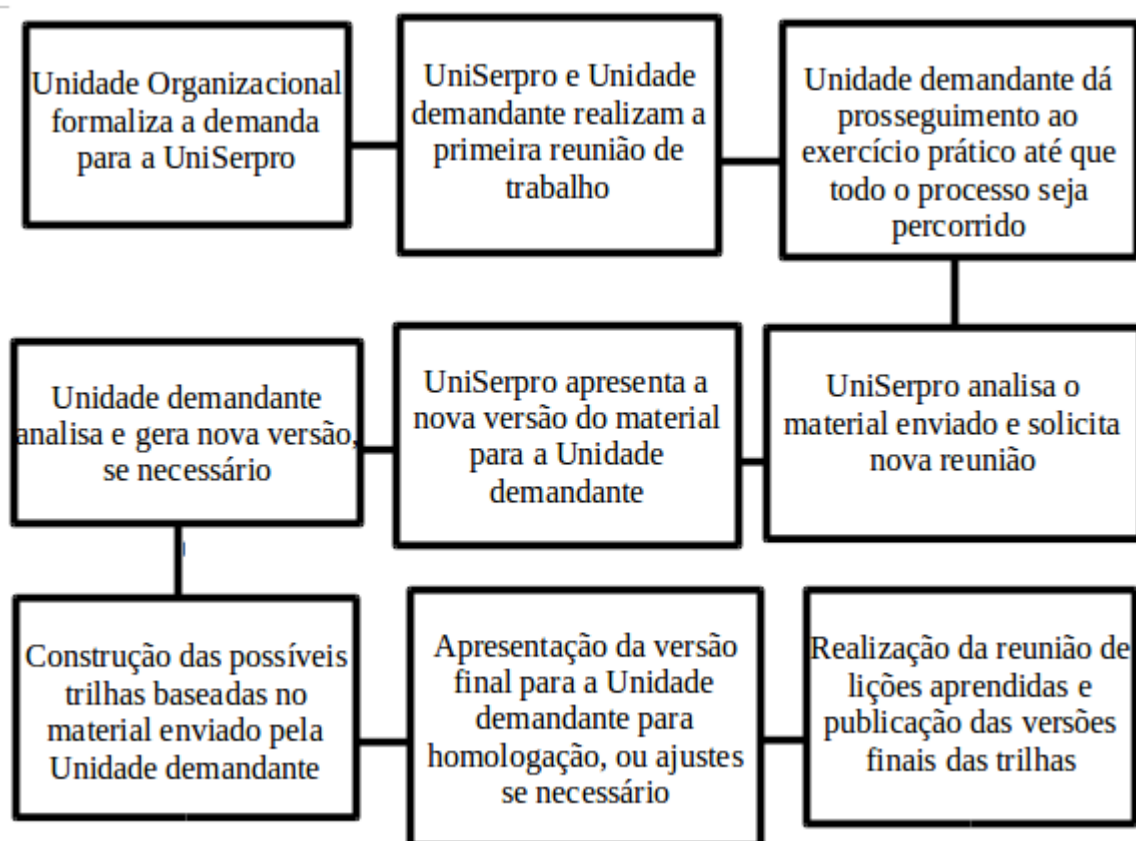 Unidade Organizacional
formaliza a demanda
para a UniSerpro
UniSerpro e Unidade
demandante realizam a
primeira reunião de
trabalho
Unidade demandante dá
prosseguimento ao
exercício prático até que
todo o processo seja
percorrido
UniSerpro analisa o
material enviado e solicita
nova reunião
UniSerpro apresenta a
nova versão do material
para a Unidade
demandante
Unidade demandante
analisa e gera nova versão,
se necessário
Construção das possíveis
trilhas baseadas no
material enviado pela
Unidade demandante
Apresentação da versão
final para a Unidade
demandante para
homologação, ou ajustes
se necessário
Realização da reunião de
lições aprendidas e
publicação das versões
finais das trilhas